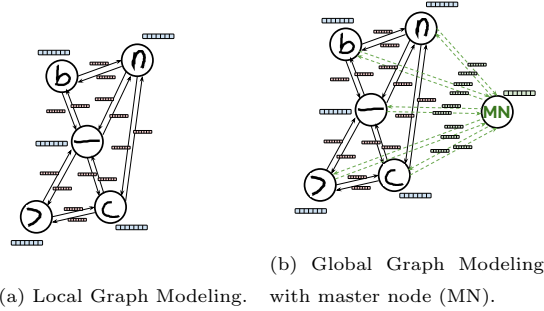 b
n
MN
c
(a) Local Graph Modeling.
(b) Global Graph Modeling
with master node (MN).